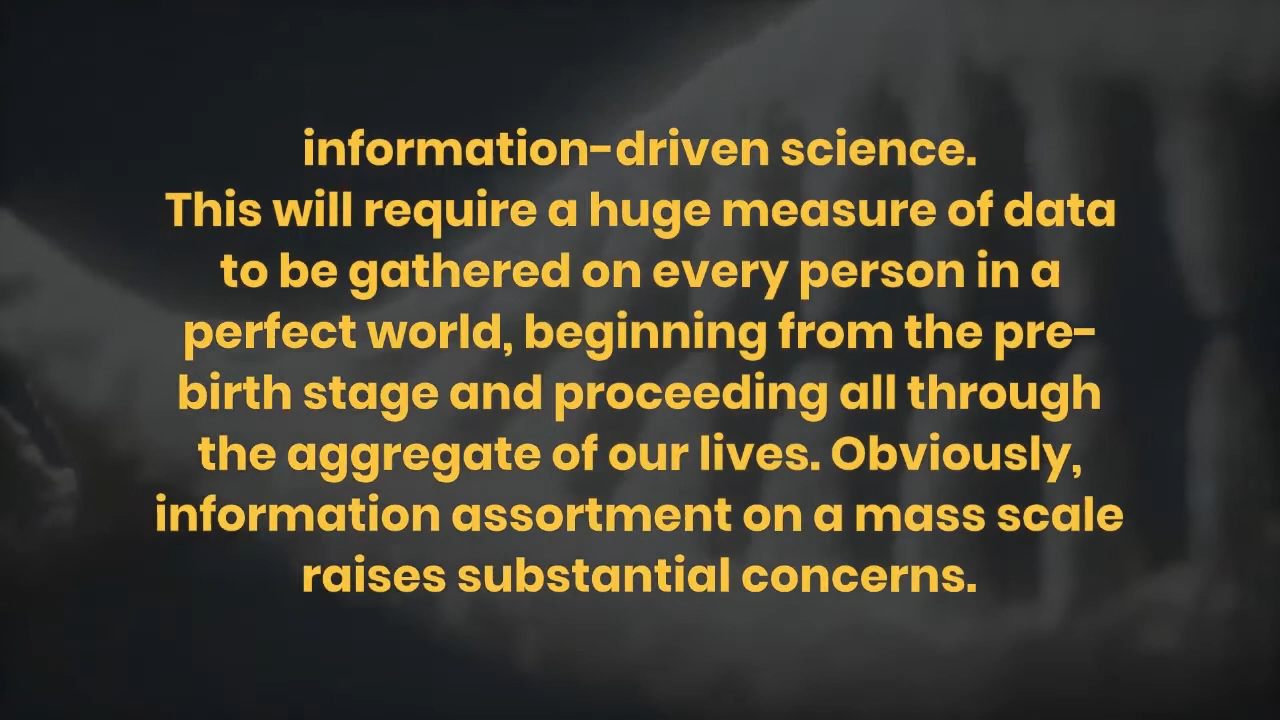 information-driven science.
This will require a huge measure of data
to be gathered on every person in a
perfect world, beginning from the pre-
birth stage and proceeding all through
the aggregate of our lives. Obviously,
information assortment on a mass scale
raises substantial concerns.